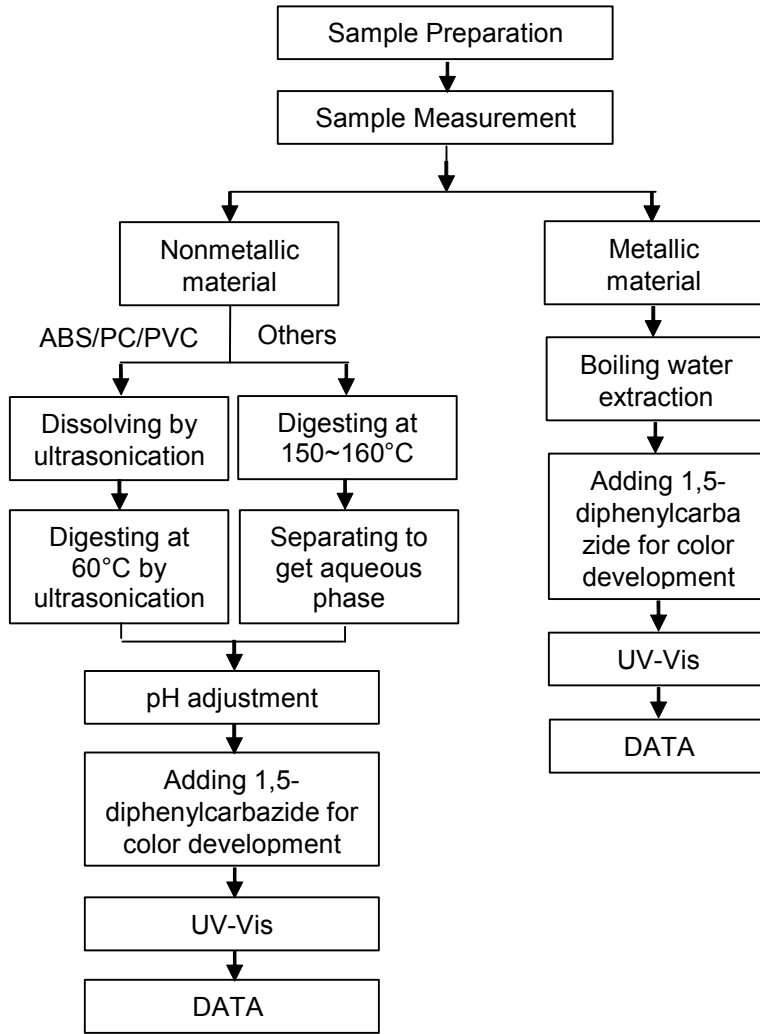 Sample Preparation
Sample Measurement
Nonmetallic
material
ABS/PC/PVC
Others
Dissolving by
ultrasonication
Digesting at
150~160°C
Digesting at
60°C by
ultrasonication
Separating to
get aqueous
phase
pH adjustment
Adding 1,5-
diphenylcarbazide for
color development
UV-Vis
DATA
Metallic
material
Boiling water
extraction
Adding 1,5-
diphenylcarba
zide for color
development
UV-Vis
DATA